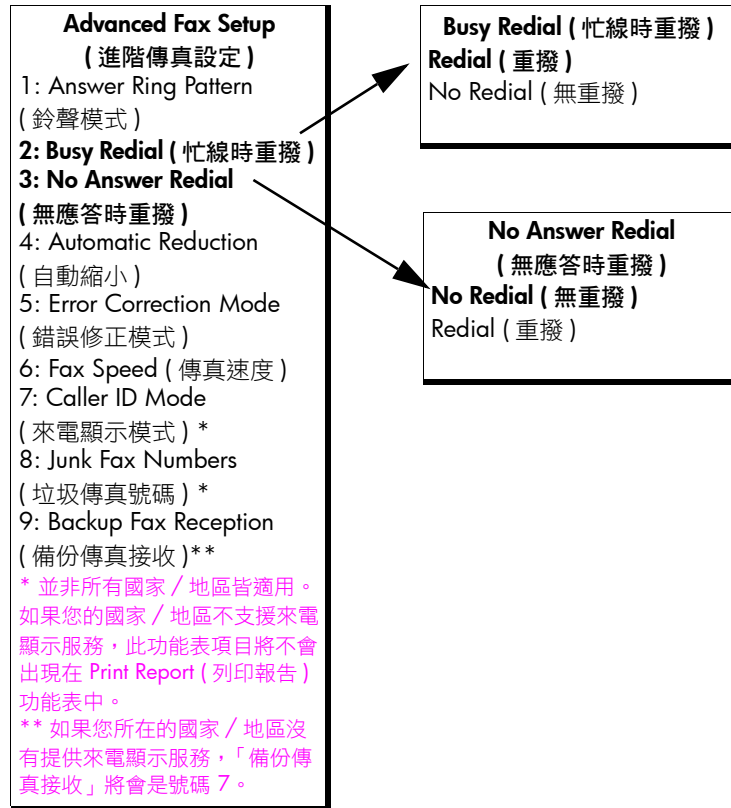 Advanced Fax Setup
( 進階傳真設定 )
1: Answer Ring Pattern
( 鈴聲模式 )
2: Busy Redial ( 忙線時重撥 )
3: No Answer Redial
( 無應答時重撥 )
4: Automatic Reduction
( 自動縮小 )
5: Error Correction Mode
( 錯誤修正模式 )
6: Fax Speed ( 傳真速度 )
7: Caller ID Mode
( 來電顯示模式 ) *
8: Junk Fax Numbers
( 垃圾傳真號碼 ) *
9: Backup Fax Reception
( 備份傳真接收 )**
* 並非所有國家 / 地區皆適用。
如果您的國家 / 地區不支援來電
顯示服務，此功能表項目將不會
出現在 Print Report ( 列印報告 )
功能表中。
** 如果您所在的國家 / 地區沒
有提供來電顯示服務，「備份傳
真接收」將會是號碼 7。
Busy Redial ( 忙線時重撥 )
Redial ( 重撥 )
No Redial ( 無重撥 )
No Answer Redial
( 無應答時重撥 )
No Redial ( 無重撥 )
Redial ( 重撥 )